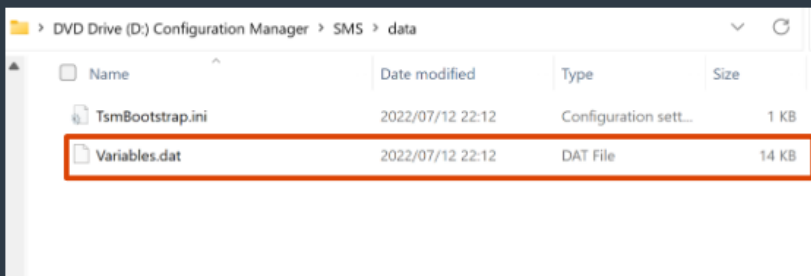 DVD Drive (D:) Configuration Manager > SMS > data
Name Date modified Type Size
TsmBootstrap.ini 2022/07/12 22:12 Configuration sett... 1 KB
Variables.dat 2022/07/12 22:12 DAT File 14 KB